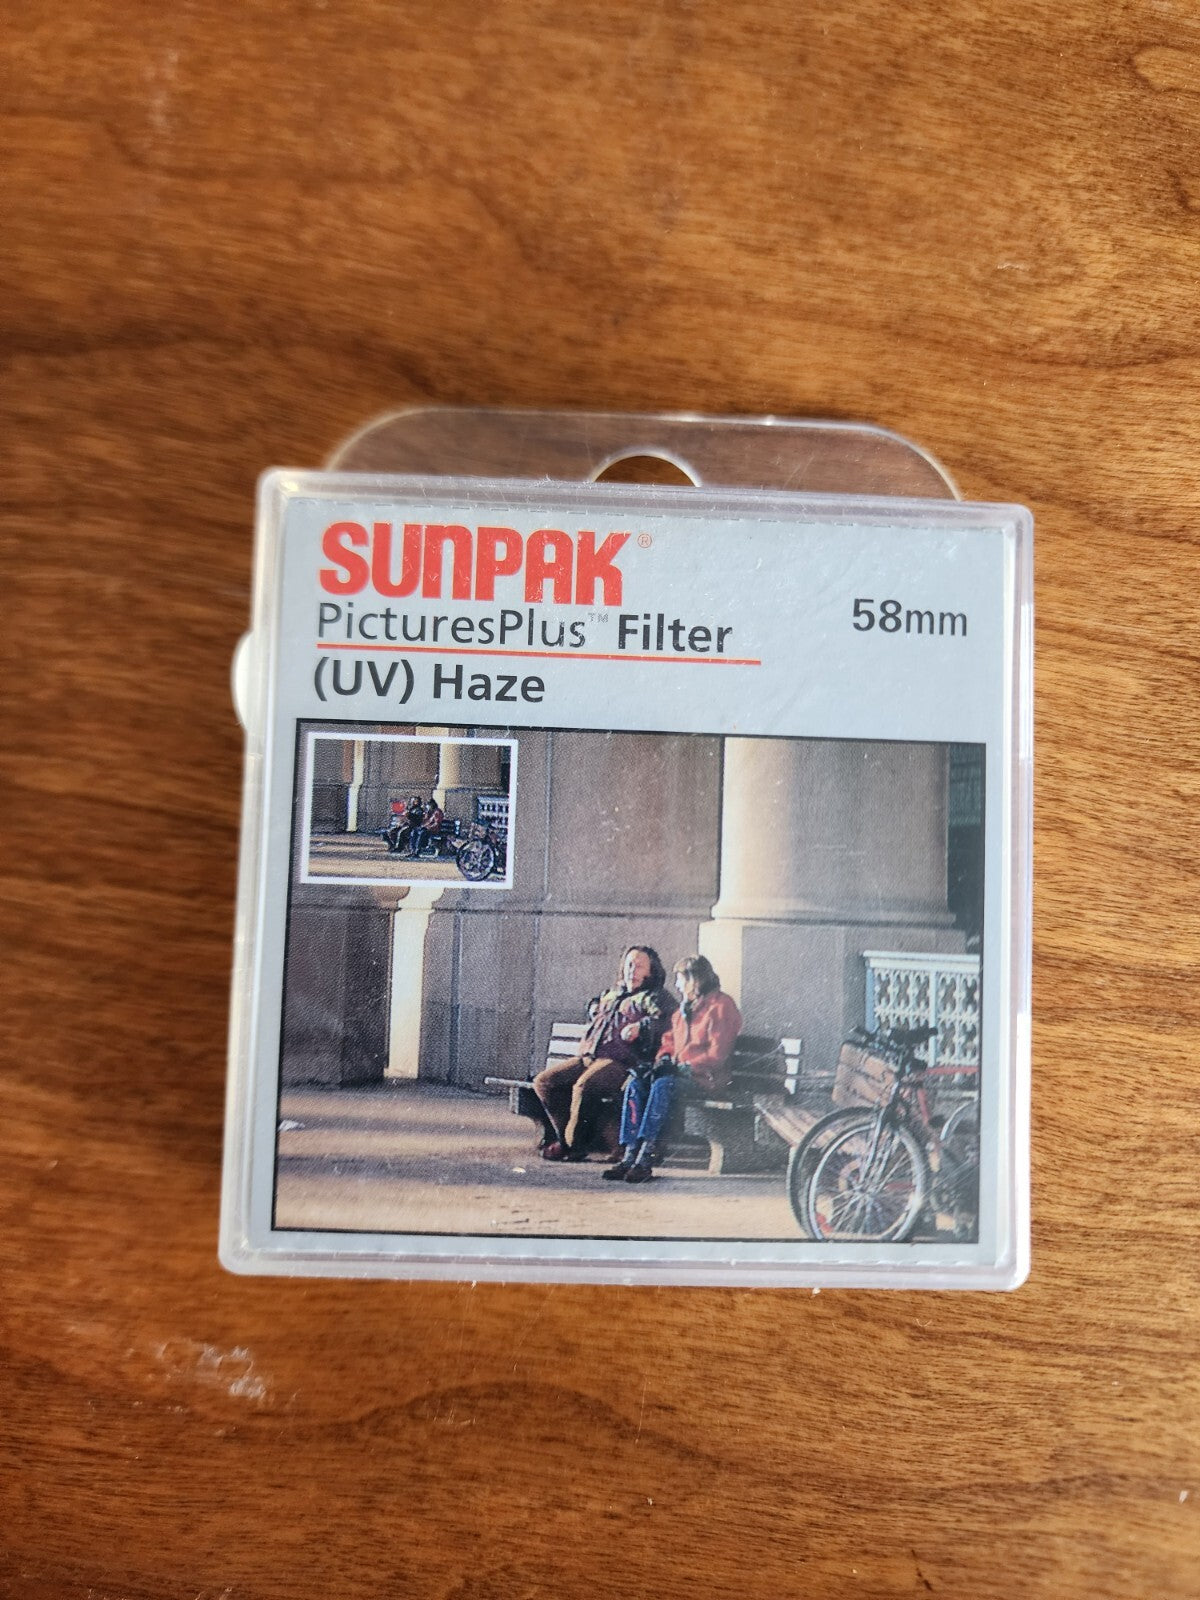 SUNPAK®
PicturesPlus™ Filter
58mm
(UV) Haze